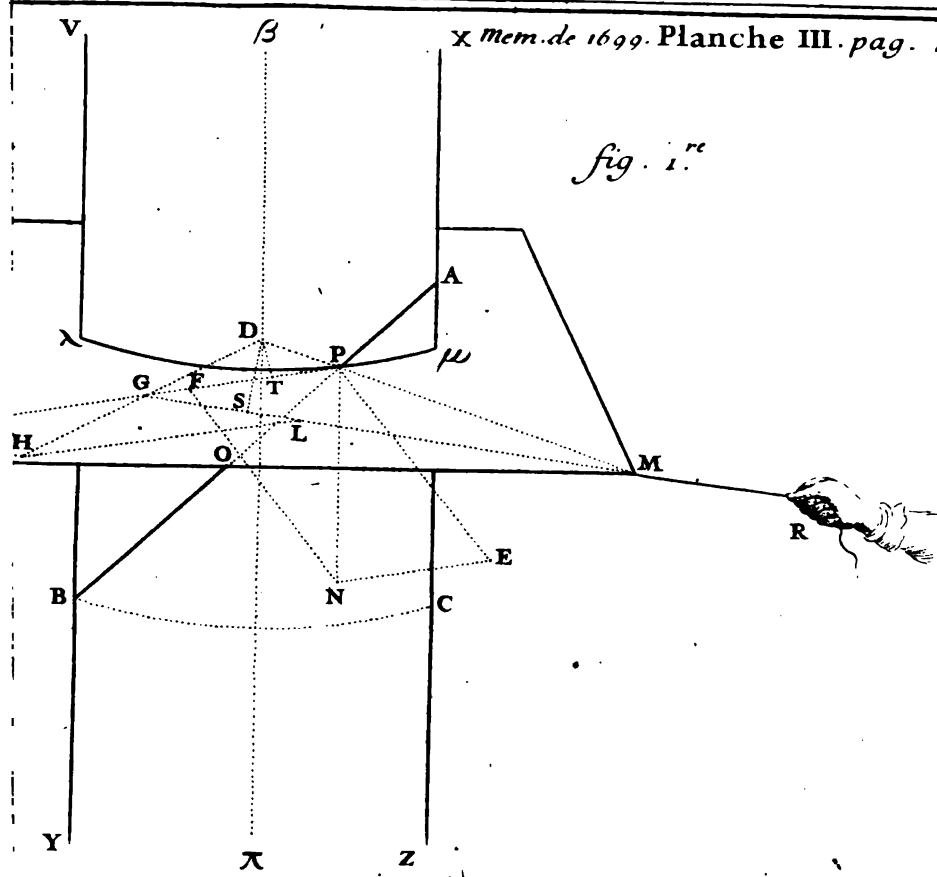 V β X mem. de 1699. Planche III. pag.
fig. 1.re
A
λ D P μ
G F T
S
H O L M
R
E
B N C
Y π Z